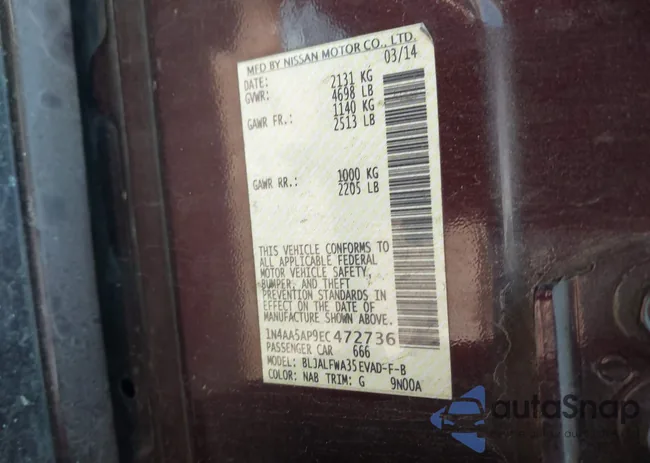 MFD BY NISSAN MOTOR CO., LTD.
DATE: 03/14
GVWR: 2131 KG
4698 LB
GAWR FR.: 1140 KG
2513 LB
GAWR RR.: 1000 KG
2205 LB
THIS VEHICLE CONFORMS TO
ALL APPLICABLE FEDERAL
MOTOR VEHICLE SAFETY,
BUMPER, AND THEFT
PREVENTION STANDARDS IN
EFFECT ON THE DATE OF
MANUFACTURE SHOWN ABOVE.
1N4AA5AP9EC472736
PASSENGER CAR 666
MODEL: BLJALFWA35EVAD-F-B
COLOR: NAB TRIM: G 9N00A
autoSnap